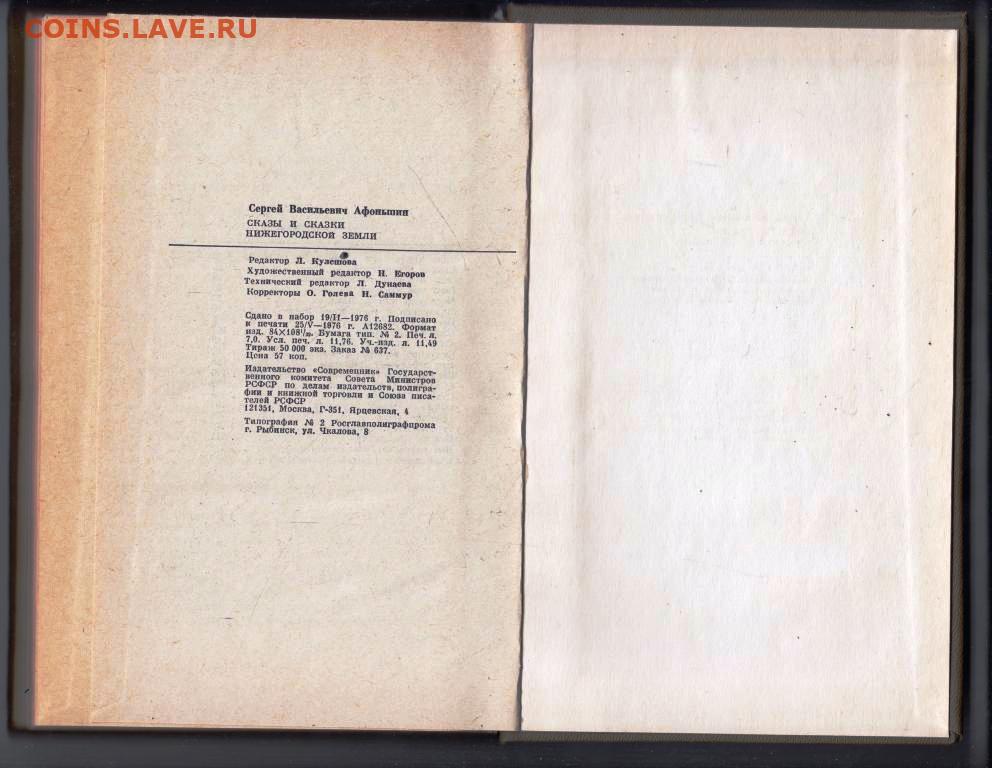 COINS.LAVE.RU
Сергей Васильевич Афоньшин
СКАЗЫ И СКАЗКИ
НИЖЕГОРОДСКОЙ ЗЕМЛИ
Редактор Л. Кулешова
Художественный редактор Н. Егоров
Технический редактор Л. Дунаева
Корректоры О. Голева Н. Саммур
Сдано в набор 19/II—1976 г. Подписано
к печати 25/V—1976 г. А12682. Формат
изд. 84×108¹/₃₂. Бумага тип. № 2. Печ. л.
7,0. Усл. печ. л. 11,76. Уч.-изд. л. 11,49
Тираж 50 000 экз. Заказ № 637.
Цена 57 коп.
Издательство «Современник» Государст-
венного комитета Совета Министров
РСФСР по делам издательств, полигра-
фии и книжной торговли и Союза писа-
телей РСФСР
121351, Москва, Г-351, Ярцевская, 4
Типография № 2 Росглавполиграфпрома
г. Рыбинск, ул. Чкалова, 8